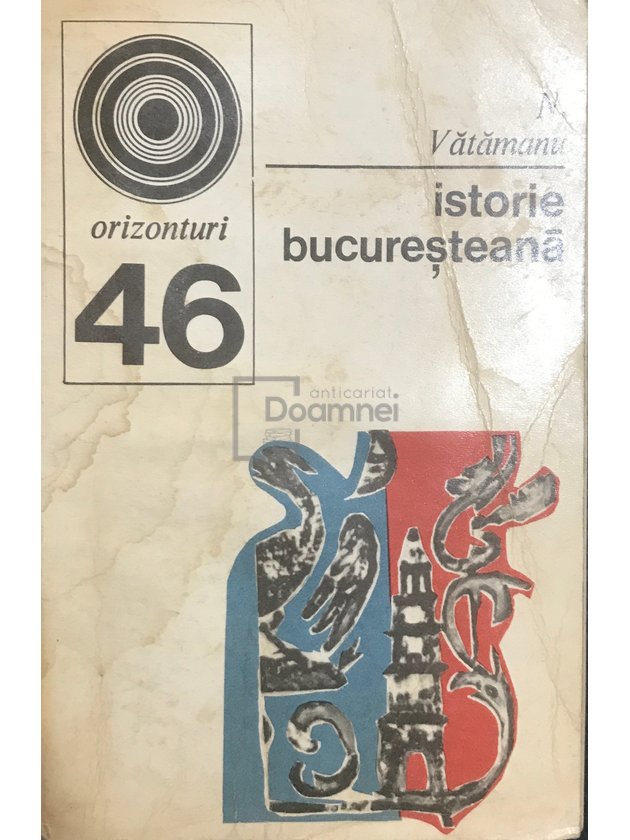 orizonturi
46
N.
Vătămanu
istorie
bucureșteană
anticariat
Doamnei